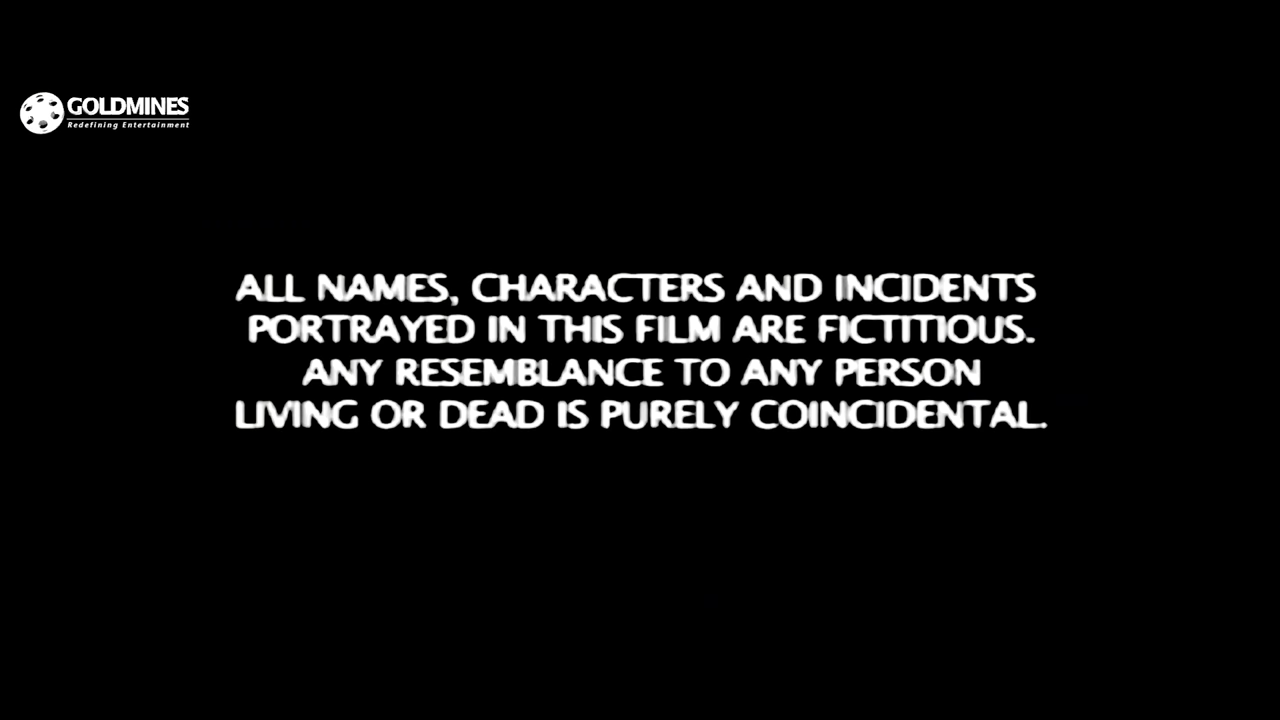 GOLDMINES
Redefining Entertainment
ALL NAMES, CHARACTERS AND INCIDENTS
PORTRAYED IN THIS FILM ARE FICTITIOUS.
ANY RESEMBLANCE TO ANY PERSON
LIVING OR DEAD IS PURELY COINCIDENTAL.